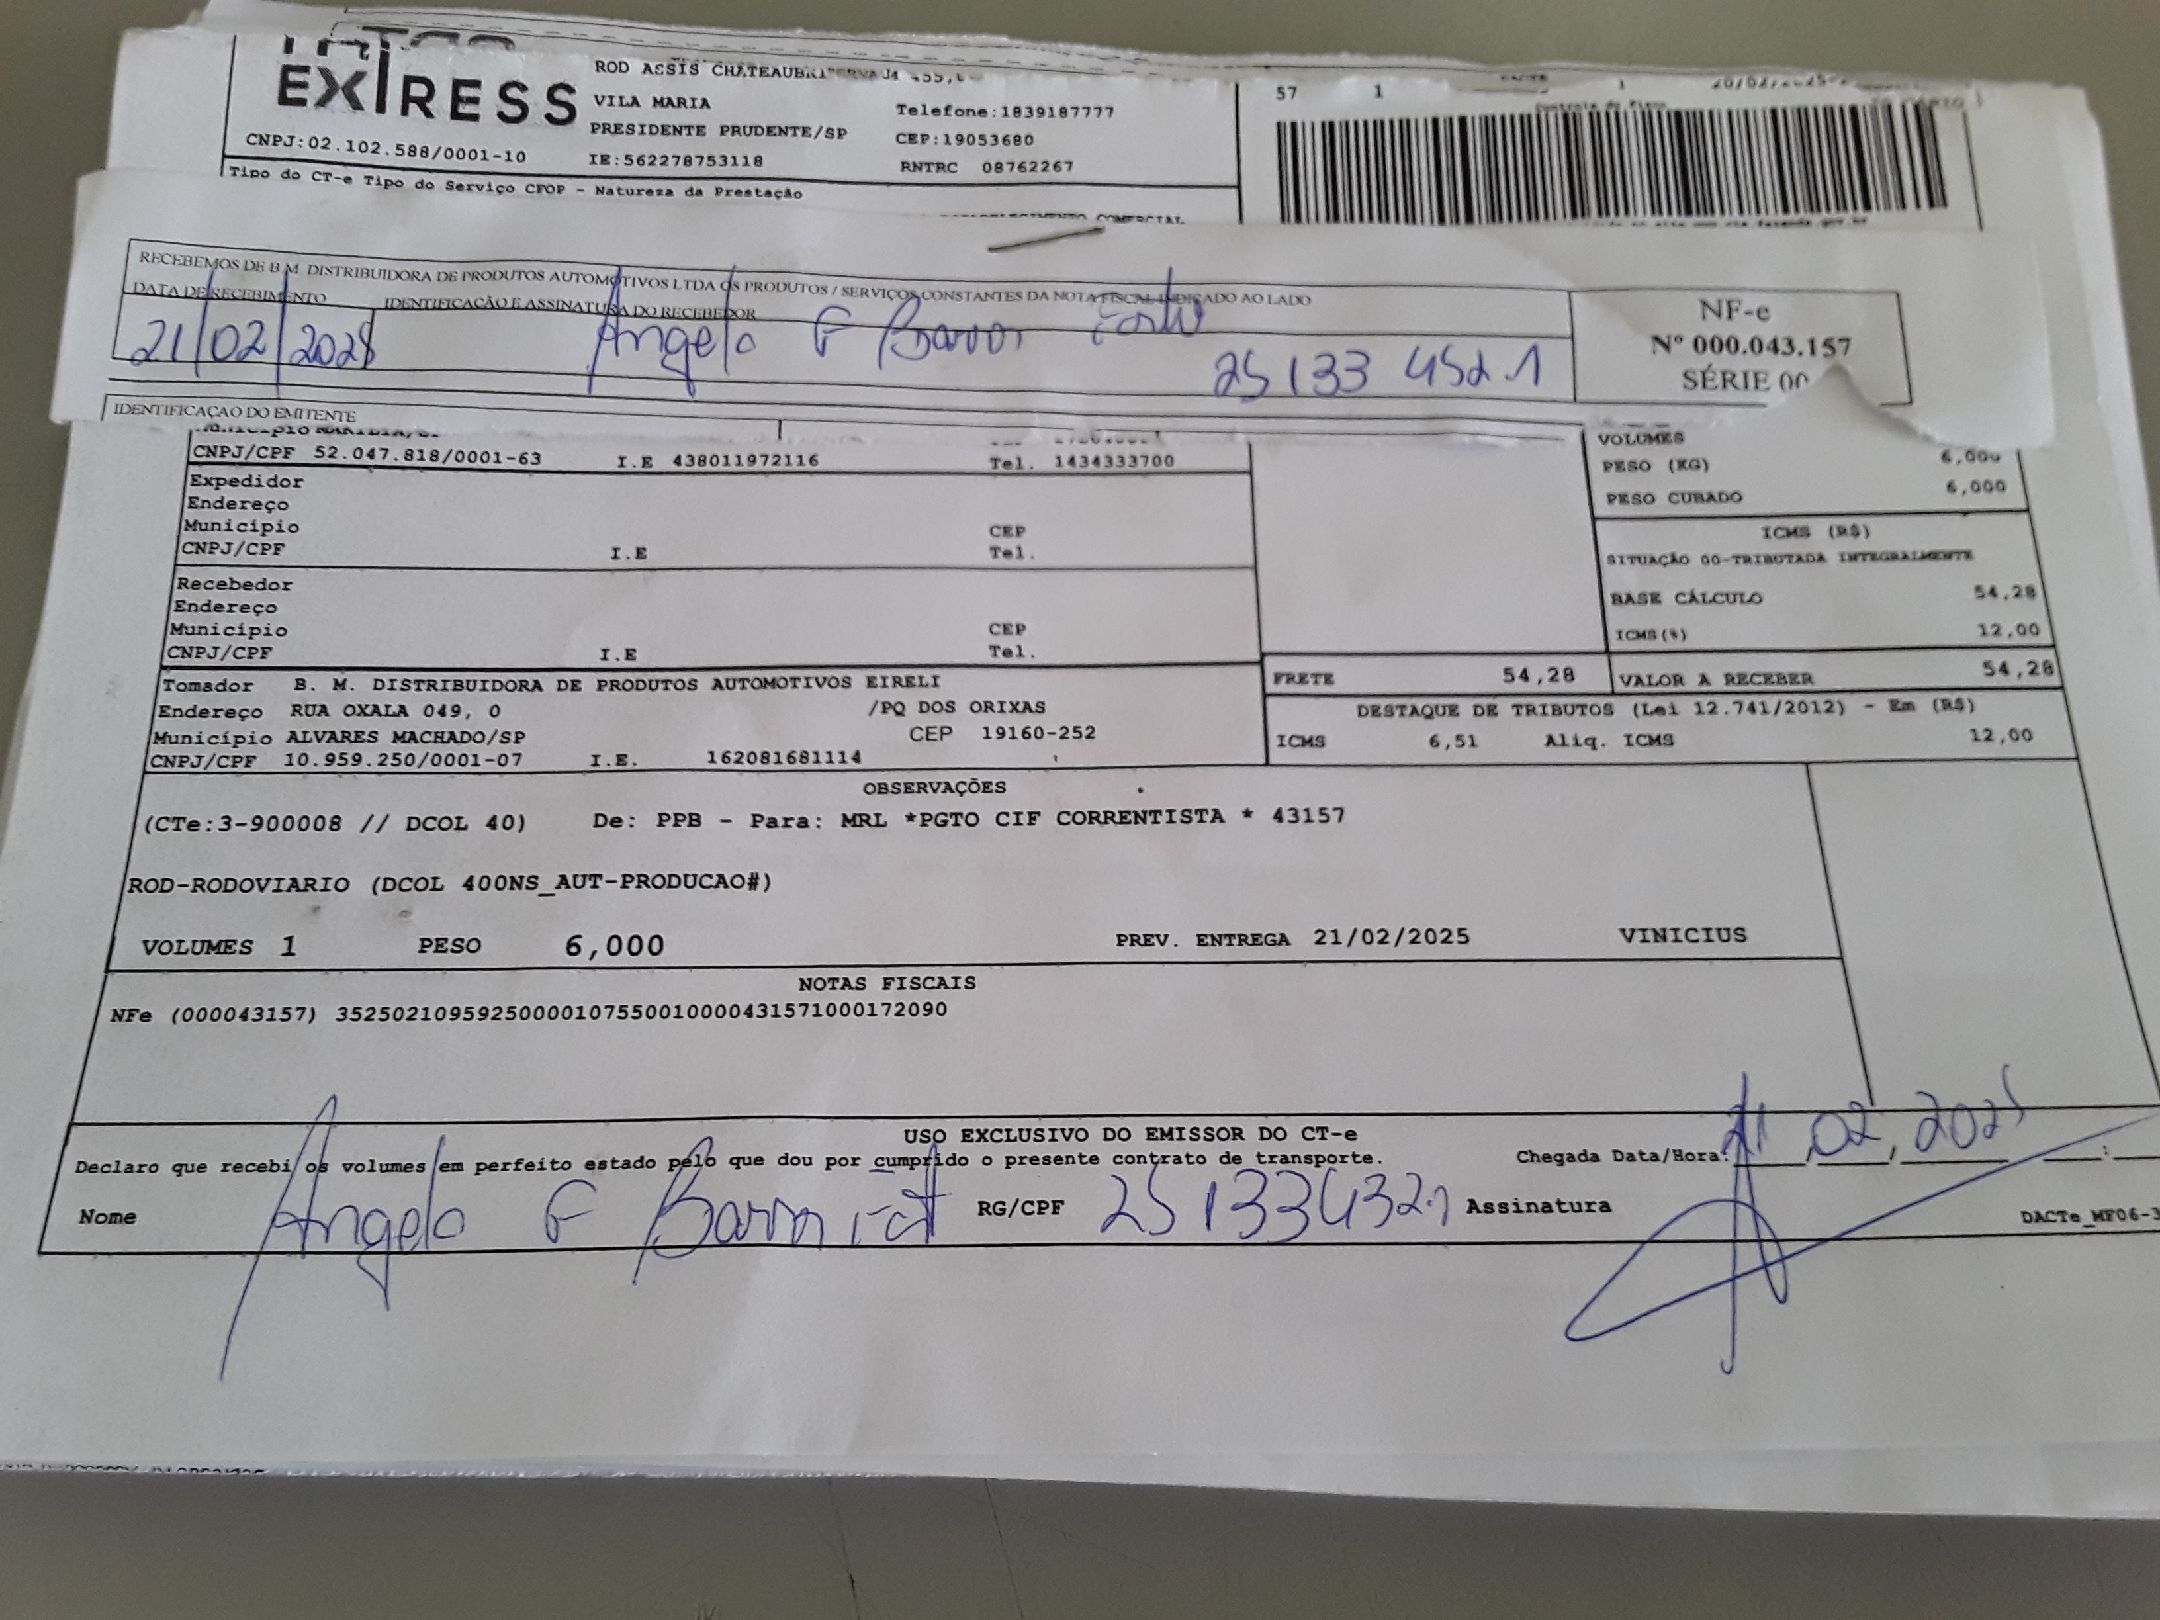 EXPRESS
ROD ASSIS CHATEAUBR
VILA MARIA
PRESIDENTE PRUDENTE/SP
Telefone:1839187777
CEP:19053680
CNPJ:02.102.588/0001-10
IE:562278753118
RNTRC 08762267
Tipo do CT-e Tipo do Serviço CFOP - Natureza da Prestação
57 1 1
RECEBEMOS DE B.M. DISTRIBUIDORA DE PRODUTOS AUTOMOTIVOS LTDA OS PRODUTOS / SERVIÇOS CONSTANTES DA NOTA FISCAL INDICADO AO LADO
DATA DE RECEBIMENTO IDENTIFICAÇÃO E ASSINATURA DO RECEBEDOR
21/02/2025 Angelo F
25133 452.1
NF-e
Nº 000.043.157
SÉRIE 00
IDENTIFICAÇÃO DO EMITENTE
CNPJ/CPF 52.047.818/0001-63 I.E 438011972116 Tel. 1434333700
Expedidor
Endereço
Município CEP
CNPJ/CPF I.E Tel.
Recebedor
Endereço
Município CEP
CNPJ/CPF I.E Tel.
VOLUMES
PESO (KG) 6,000
PESO CUBADO 6,000
ICMS (R$)
SITUAÇÃO 00-TRIBUTADA INTEGRALMENTE
BASE CÁLCULO 54,28
ICMS(%) 12,00
FRETE 54,28 VALOR A RECEBER 54,28
Tomador B. M. DISTRIBUIDORA DE PRODUTOS AUTOMOTIVOS EIRELI
Endereço RUA OXALA 049, 0 /PQ DOS ORIXAS
Município ALVARES MACHADO/SP CEP 19160-252
CNPJ/CPF 10.959.250/0001-07 I.E. 162081681114
DESTAQUE DE TRIBUTOS (Lei 12.741/2012) - Em (R$)
ICMS 6,51 Aliq. ICMS 12,00
OBSERVAÇÕES
(CTe:3-900008 // DCOL 40) De: PPB - Para: MRL *PGTO CIF CORRENTISTA * 43157
ROD-RODOVIARIO (DCOL 400NS_AUT-PRODUCAO#)
VOLUMES 1 PESO 6,000 PREV. ENTREGA 21/02/2025 VINICIUS
NOTAS FISCAIS
NFe (000043157) 35250210959250000107550010000431571000172090
USO EXCLUSIVO DO EMISSOR DO CT-e
Declaro que recebi os volumes em perfeito estado pelo que dou por cumprido o presente contrato de transporte. Chegada Data/Hora: 21 02 2025
Nome Angelo F RG/CPF 251334321 Assinatura
DACTe_MF06-3